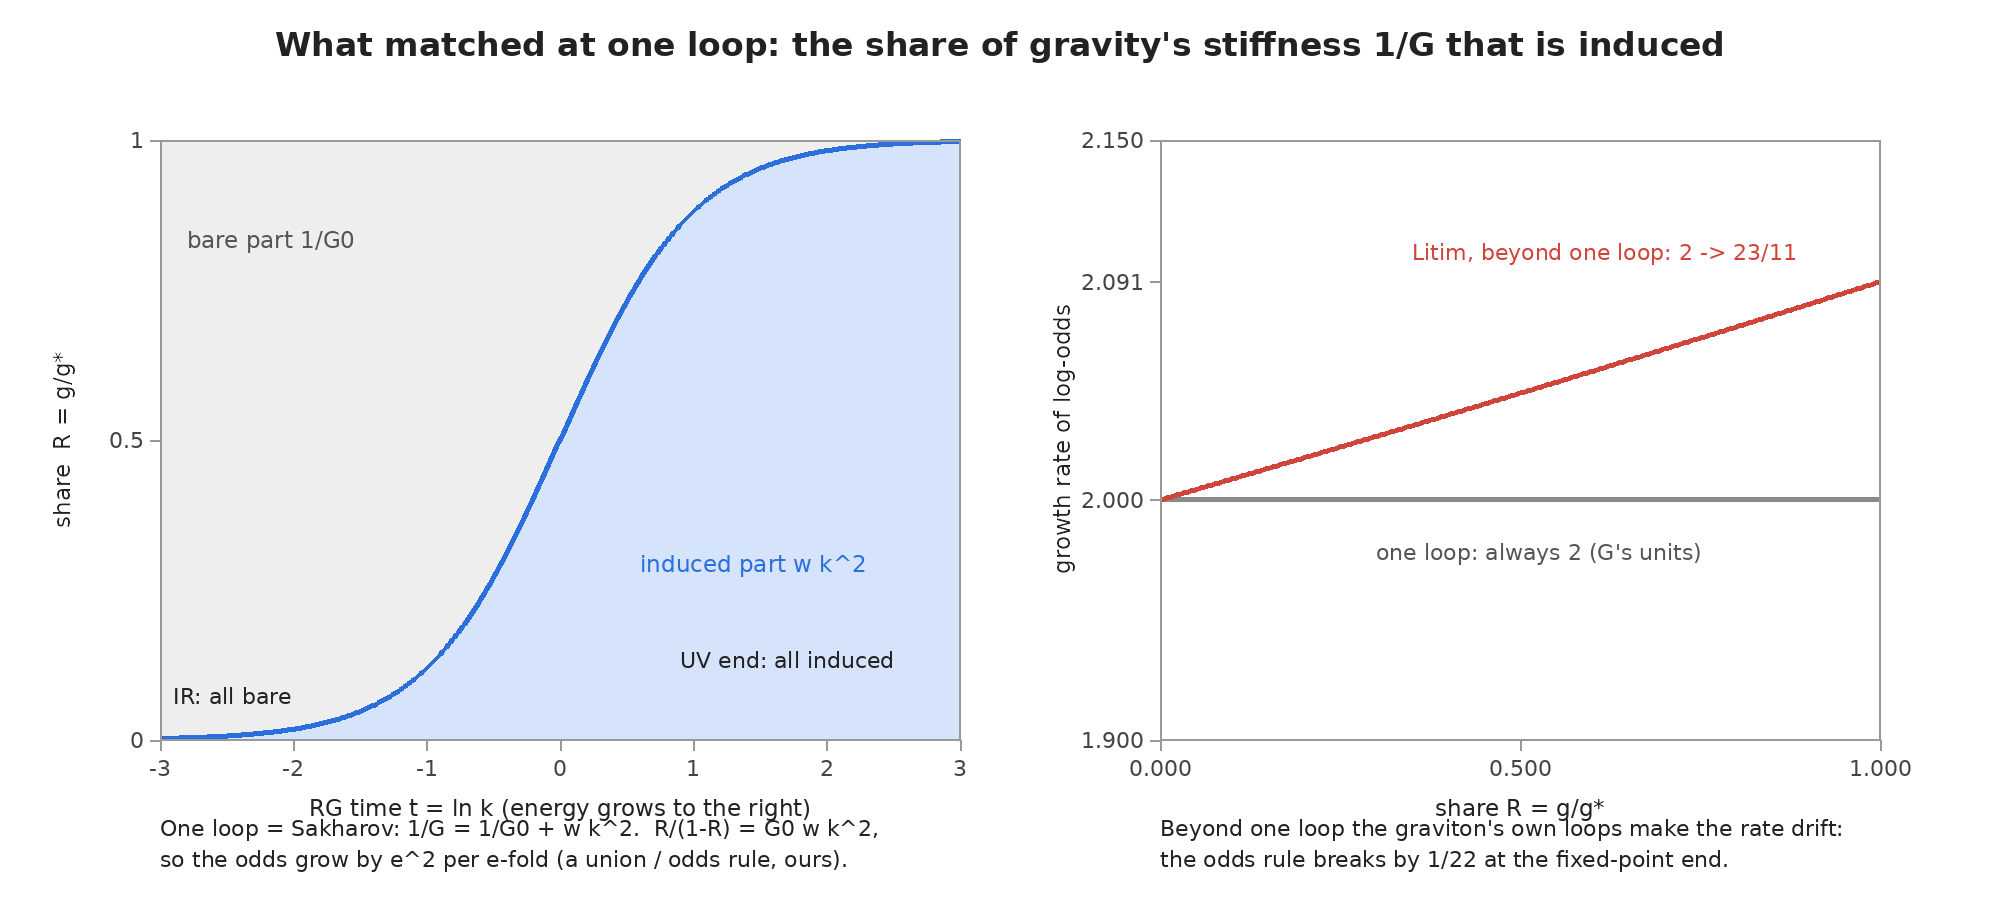 What matched at one loop: the share of gravity's stiffness 1/G that is induced
1
0.5
0
share R = g/g*
bare part 1/G0
induced part w k^2
UV end: all induced
IR: all bare
-3
-2
-1
0
1
2
3
RG time t = ln k (energy grows to the right)
One loop = Sakharov: 1/G = 1/G0 + w k^2. R/(1-R) = G0 w k^2,
so the odds grow by e^2 per e-fold (a union / odds rule, ours).
2.150
2.091
2.000
1.900
growth rate of log-odds
Litim, beyond one loop: 2 -> 23/11
one loop: always 2 (G's units)
0.000
0.500
1.000
share R = g/g*
Beyond one loop the graviton's own loops make the rate drift:
the odds rule breaks by 1/22 at the fixed-point end.